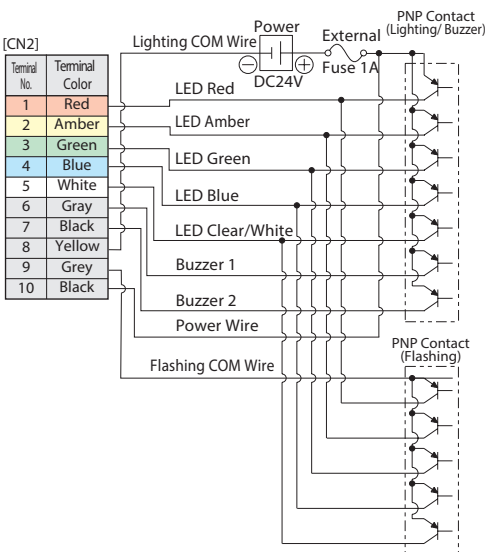 PNP Contact
(Lighting/ Buzzer)
Power
External
Fuse 1A
Lighting COM Wire
DC24V
[CN2]
Terminal No. Terminal Color
1 Red
2 Amber
3 Green
4 Blue
5 White
6 Gray
7 Black
8 Yellow
9 Grey
10 Black
LED Red
LED Amber
LED Green
LED Blue
LED Clear/White
Buzzer 1
Buzzer 2
Power Wire
Flashing COM Wire
PNP Contact
(Flashing)